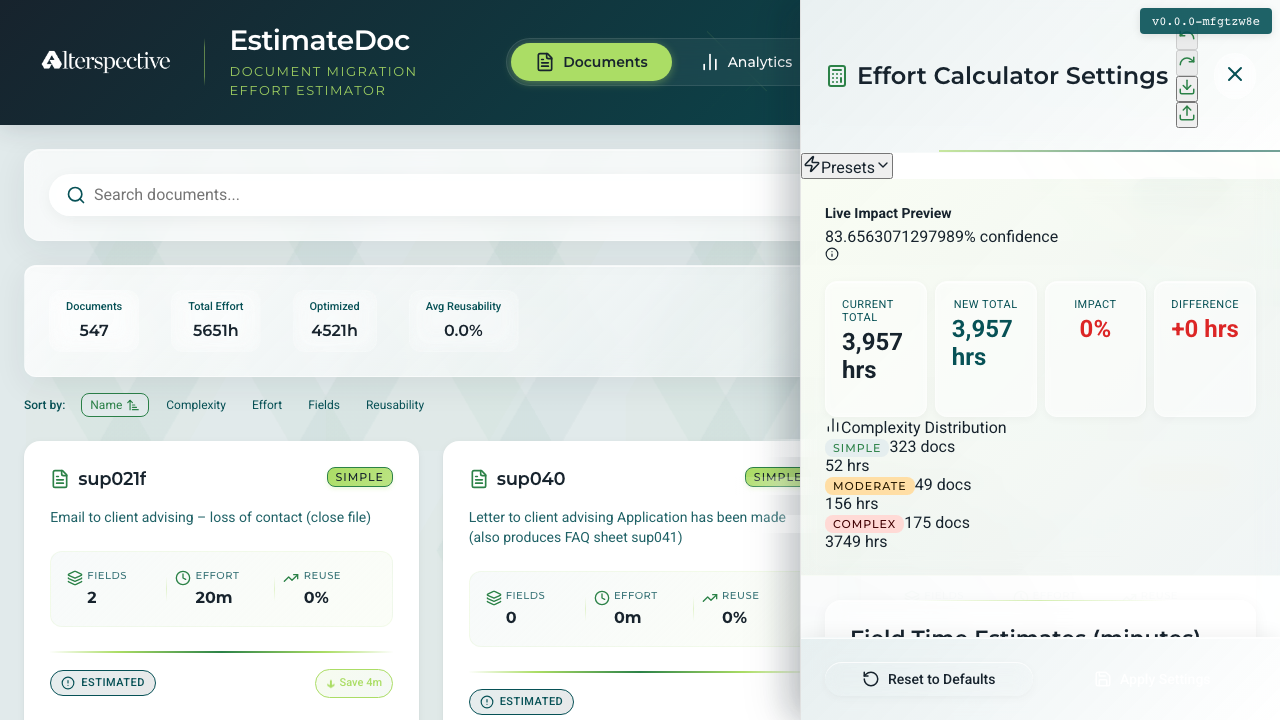 Alterspective
EstimateDoc
DOCUMENT MIGRATION
EFFORT ESTIMATOR
Documents
Analytics
v0.0.0-mfgtzw8e
Effort Calculator Settings
Presets
Search documents...
Documents
547
Total Effort
5651h
Optimized
4521h
Avg Reusability
0.0%
Sort by:
Name
Complexity
Effort
Fields
Reusability
sup021f
SIMPLE
Email to client advising – loss of contact (close file)
FIELDS
2
EFFORT
20m
REUSE
0%
ESTIMATED
Save 4m
sup040
SIMPLE
Letter to client advising Application has been made
(also produces FAQ sheet sup041)
FIELDS
0
EFFORT
0m
REUSE
0%
ESTIMATED
Live Impact Preview
83.6563071297989% confidence
CURRENT
TOTAL
3,957
hrs
NEW TOTAL
3,957
hrs
IMPACT
0%
DIFFERENCE
+0 hrs
Complexity Distribution
SIMPLE 323 docs
52 hrs
MODERATE 49 docs
156 hrs
COMPLEX 175 docs
3749 hrs
Field Time Estimates (minutes)
Reset to Defaults
Apply Settings